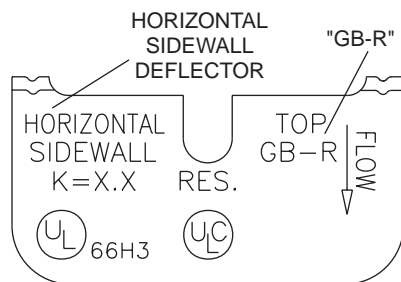 HORIZONTAL
SIDEWALL
DEFLECTOR
"GB-R"
HORIZONTAL
SIDEWALL
K=X.X
RES.
TOP
GB-R
FLOW
UL
66H3
ULC